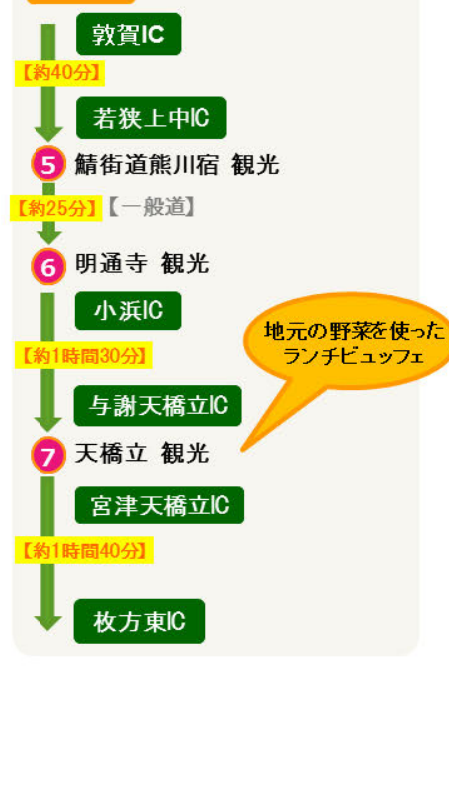 敦賀IC
【約40分】
若狭上中IC
5 鯖街道熊川宿 観光
【約25分】【一般道】
6 明通寺 観光
小浜IC
地元の野菜を使った
ランチビュッフェ
【約1時間30分】
与謝天橋立IC
7 天橋立 観光
宮津天橋立IC
【約1時間40分】
枚方東IC